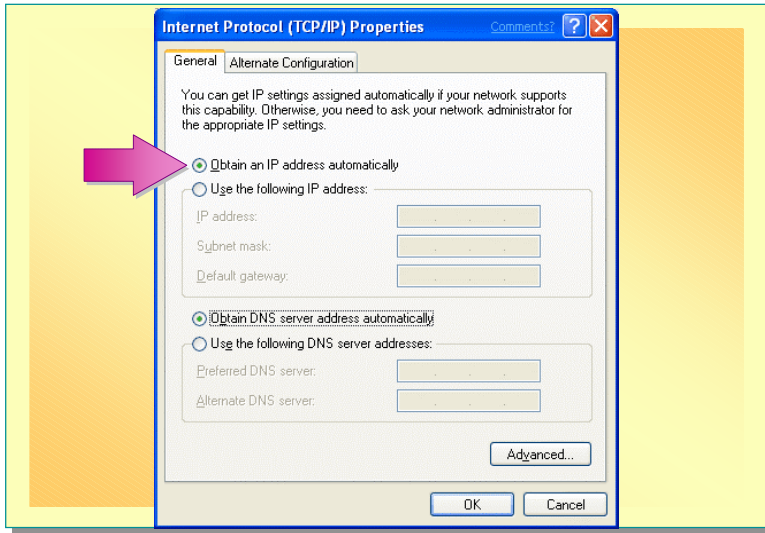 Internet Protocol (TCP/IP) Properties Comments? ?
General Alternate Configuration
You can get IP settings assigned automatically if your network supports
this capability. Otherwise, you need to ask your network administrator for
the appropriate IP settings.
Obtain an IP address automatically
Use the following IP address:
IP address:
Subnet mask:
Default gateway:
Obtain DNS server address automatically
Use the following DNS server addresses:
Preferred DNS server:
Alternate DNS server:
Advanced...
OK Cancel